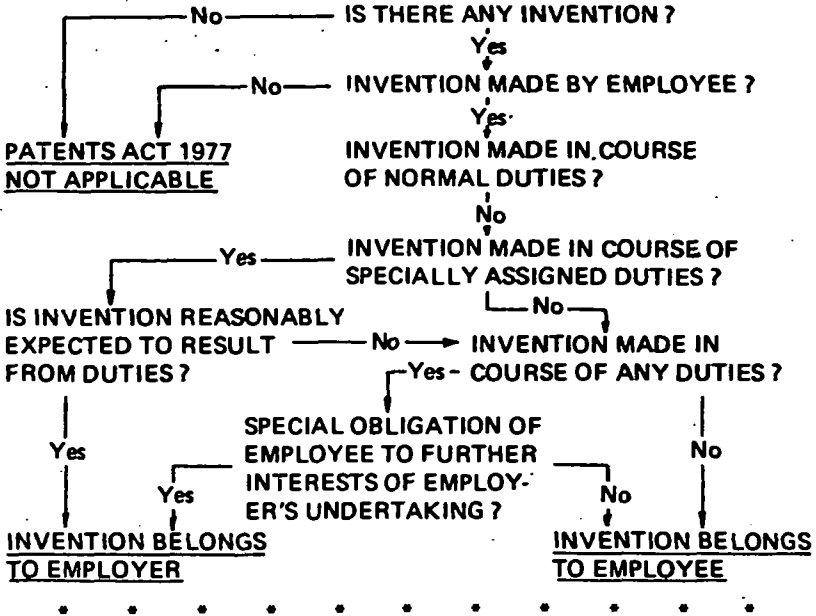 No IS THERE ANY INVENTION ?
Yes
No INVENTION MADE BY EMPLOYEE ?
Yes
PATENTS ACT 1977
NOT APPLICABLE
INVENTION MADE IN COURSE
OF NORMAL DUTIES ?
No
Yes INVENTION MADE IN COURSE OF
SPECIALLY ASSIGNED DUTIES ?
No
IS INVENTION REASONABLY
EXPECTED TO RESULT
FROM DUTIES ?
No
INVENTION MADE IN
Yes COURSE OF ANY DUTIES ?
SPECIAL OBLIGATION OF
EMPLOYEE TO FURTHER
INTERESTS OF EMPLOY-
ER'S UNDERTAKING ?
Yes
Yes
No
No
INVENTION BELONGS
TO EMPLOYER
INVENTION BELONGS
TO EMPLOYEE
* * * * * * * * * * *